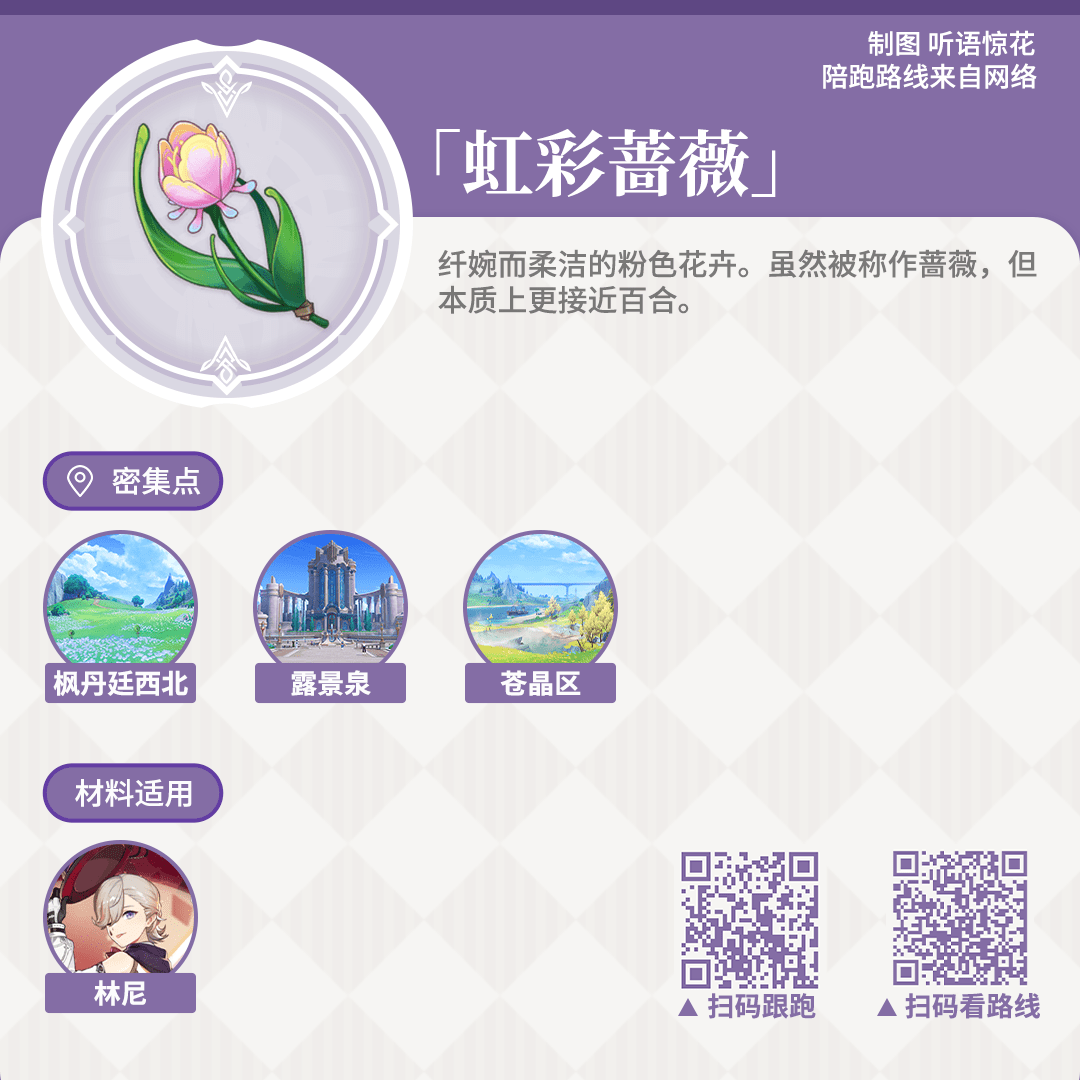 制图 听语惊花
陪跑路线来自网络
「虹彩蔷薇」
纤婉而柔洁的粉色花卉。虽然被称作蔷薇，但
本质上更接近百合。
密集点
枫丹廷西北
露景泉
苍晶区
材料适用
林尼
▲ 扫码跟跑
▲ 扫码看路线